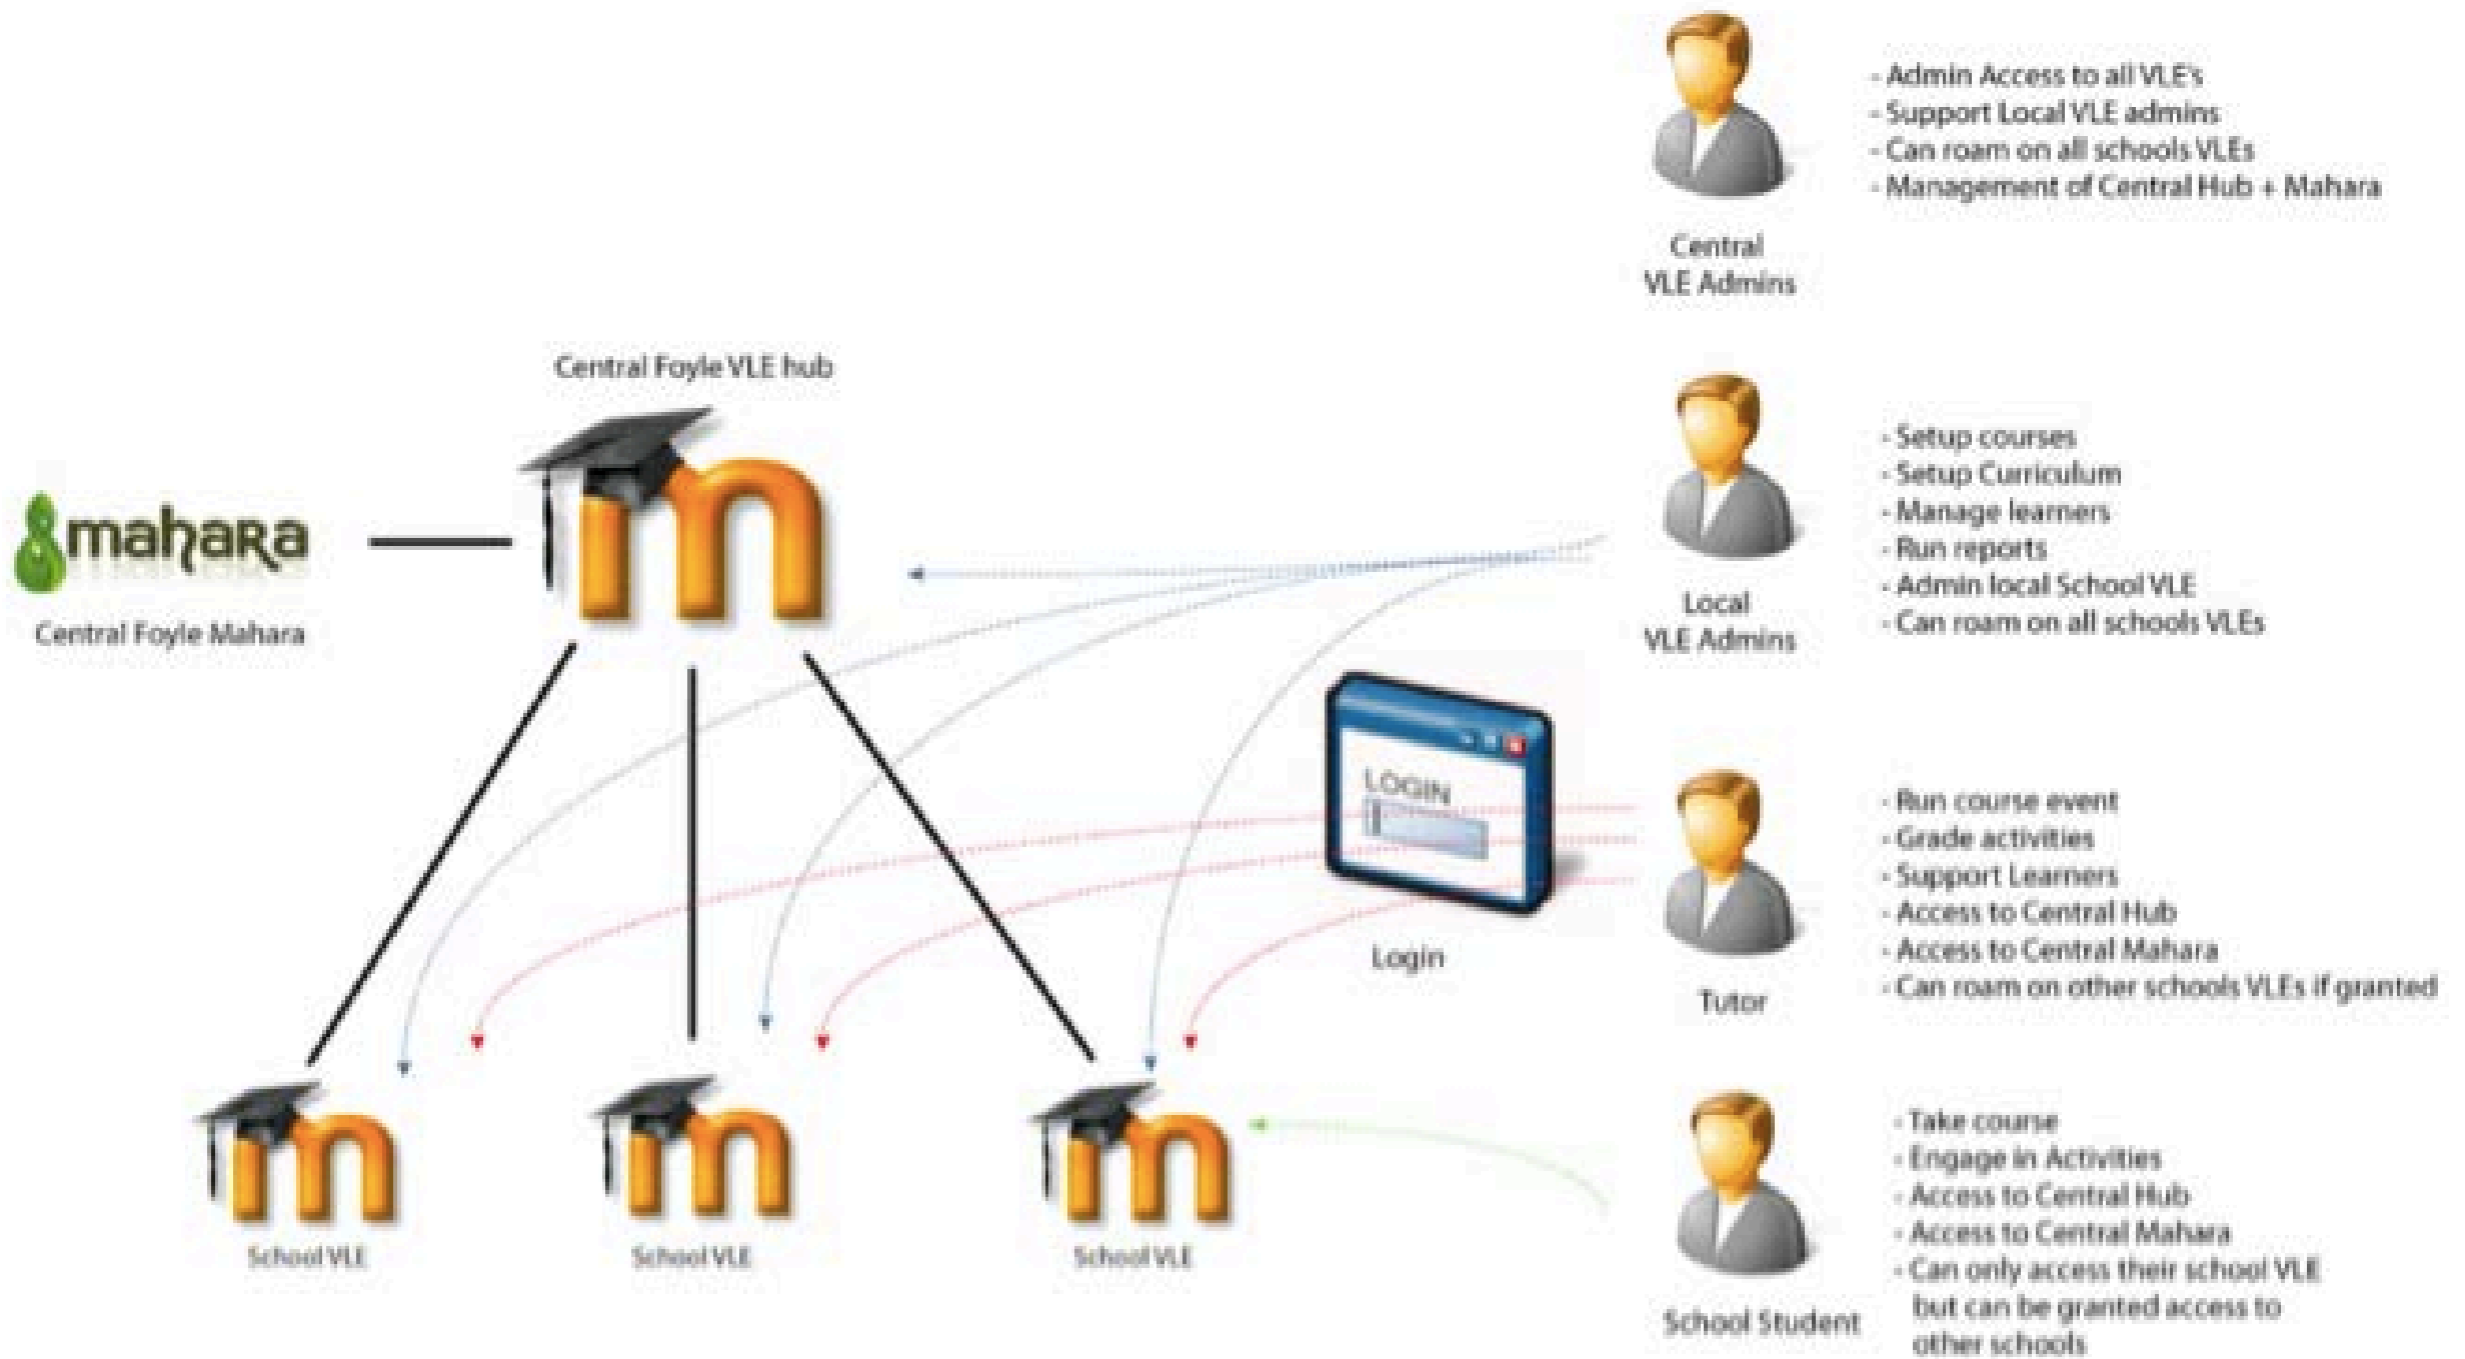 - Admin Access to all VLE's
- Support Local VLE admins
- Can roam on all schools VLEs
- Management of Central Hub + Mahara
Central
VLE Admins
Central Foyle VLE hub
mahara
Central Foyle Mahara
- Setup courses
- Setup Curriculum
- Manage learners
- Run reports
- Admin local School VLE
- Can roam on all schools VLEs
Local
VLE Admins
LOGIN
Login
- Run course event
- Grade activities
- Support Learners
- Access to Central Hub
- Access to Central Mahara
- Can roam on other schools VLEs if granted
Tutor
School VLE
School VLE
School VLE
- Take course
- Engage in Activities
- Access to Central Hub
- Access to Central Mahara
- Can only access their school VLE
but can be granted access to
other schools
School Student